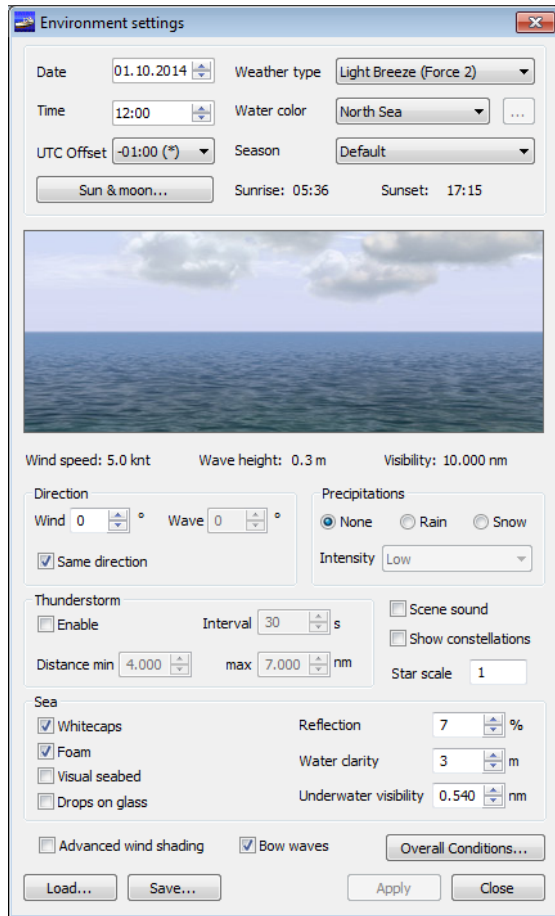 Environment settings
Date 01.10.2014 Weather type Light Breeze (Force 2)
Time 12:00 Water color North Sea ...
UTC Offset -01:00 (*) Season Default
Sun & moon... Sunrise: 05:36 Sunset: 17:15
Wind speed: 5.0 knt Wave height: 0.3 m Visibility: 10.000 nm
Direction Precipitations
Wind 0 ° Wave 0 ° None Rain Snow
Same direction Intensity Low
Thunderstorm Scene sound
Enable Interval 30 s Show constellations
Distance min 4.000 max 7.000 nm Star scale 1
Sea
Whitecaps Reflection 7 %
Foam Water clarity 3 m
Visual seabed
Drops on glass Underwater visibility 0.540 nm
Advanced wind shading Bow waves Overall Conditions...
Load... Save... Apply Close